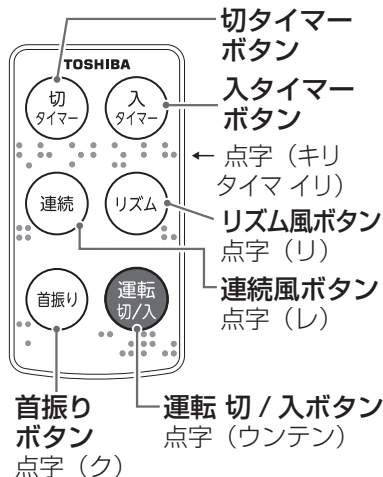 切タイマー
ボタン
TOSHIBA
切
タイマー
入
タイマー
入タイマー
ボタン
← 点字（キリ
タイマ イリ）
連続
リズム
リズム風ボタン
点字（リ）
連続風ボタン
点字（レ）
首振り
運転
切/入
首振り
ボタン
点字（ク）
運転 切 / 入ボタン
点字（ウンテン）